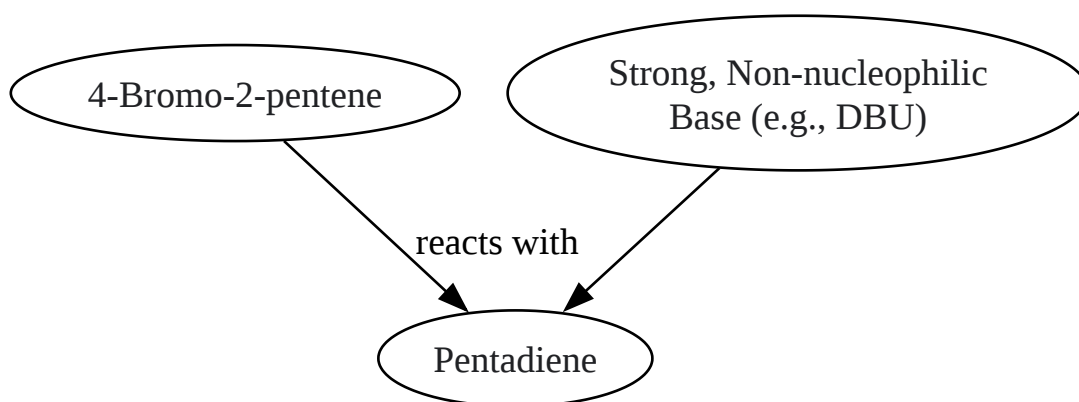 4-Bromo-2-pentene
Strong, Non-nucleophilic
Base (e.g., DBU)
reacts with
Pentadiene